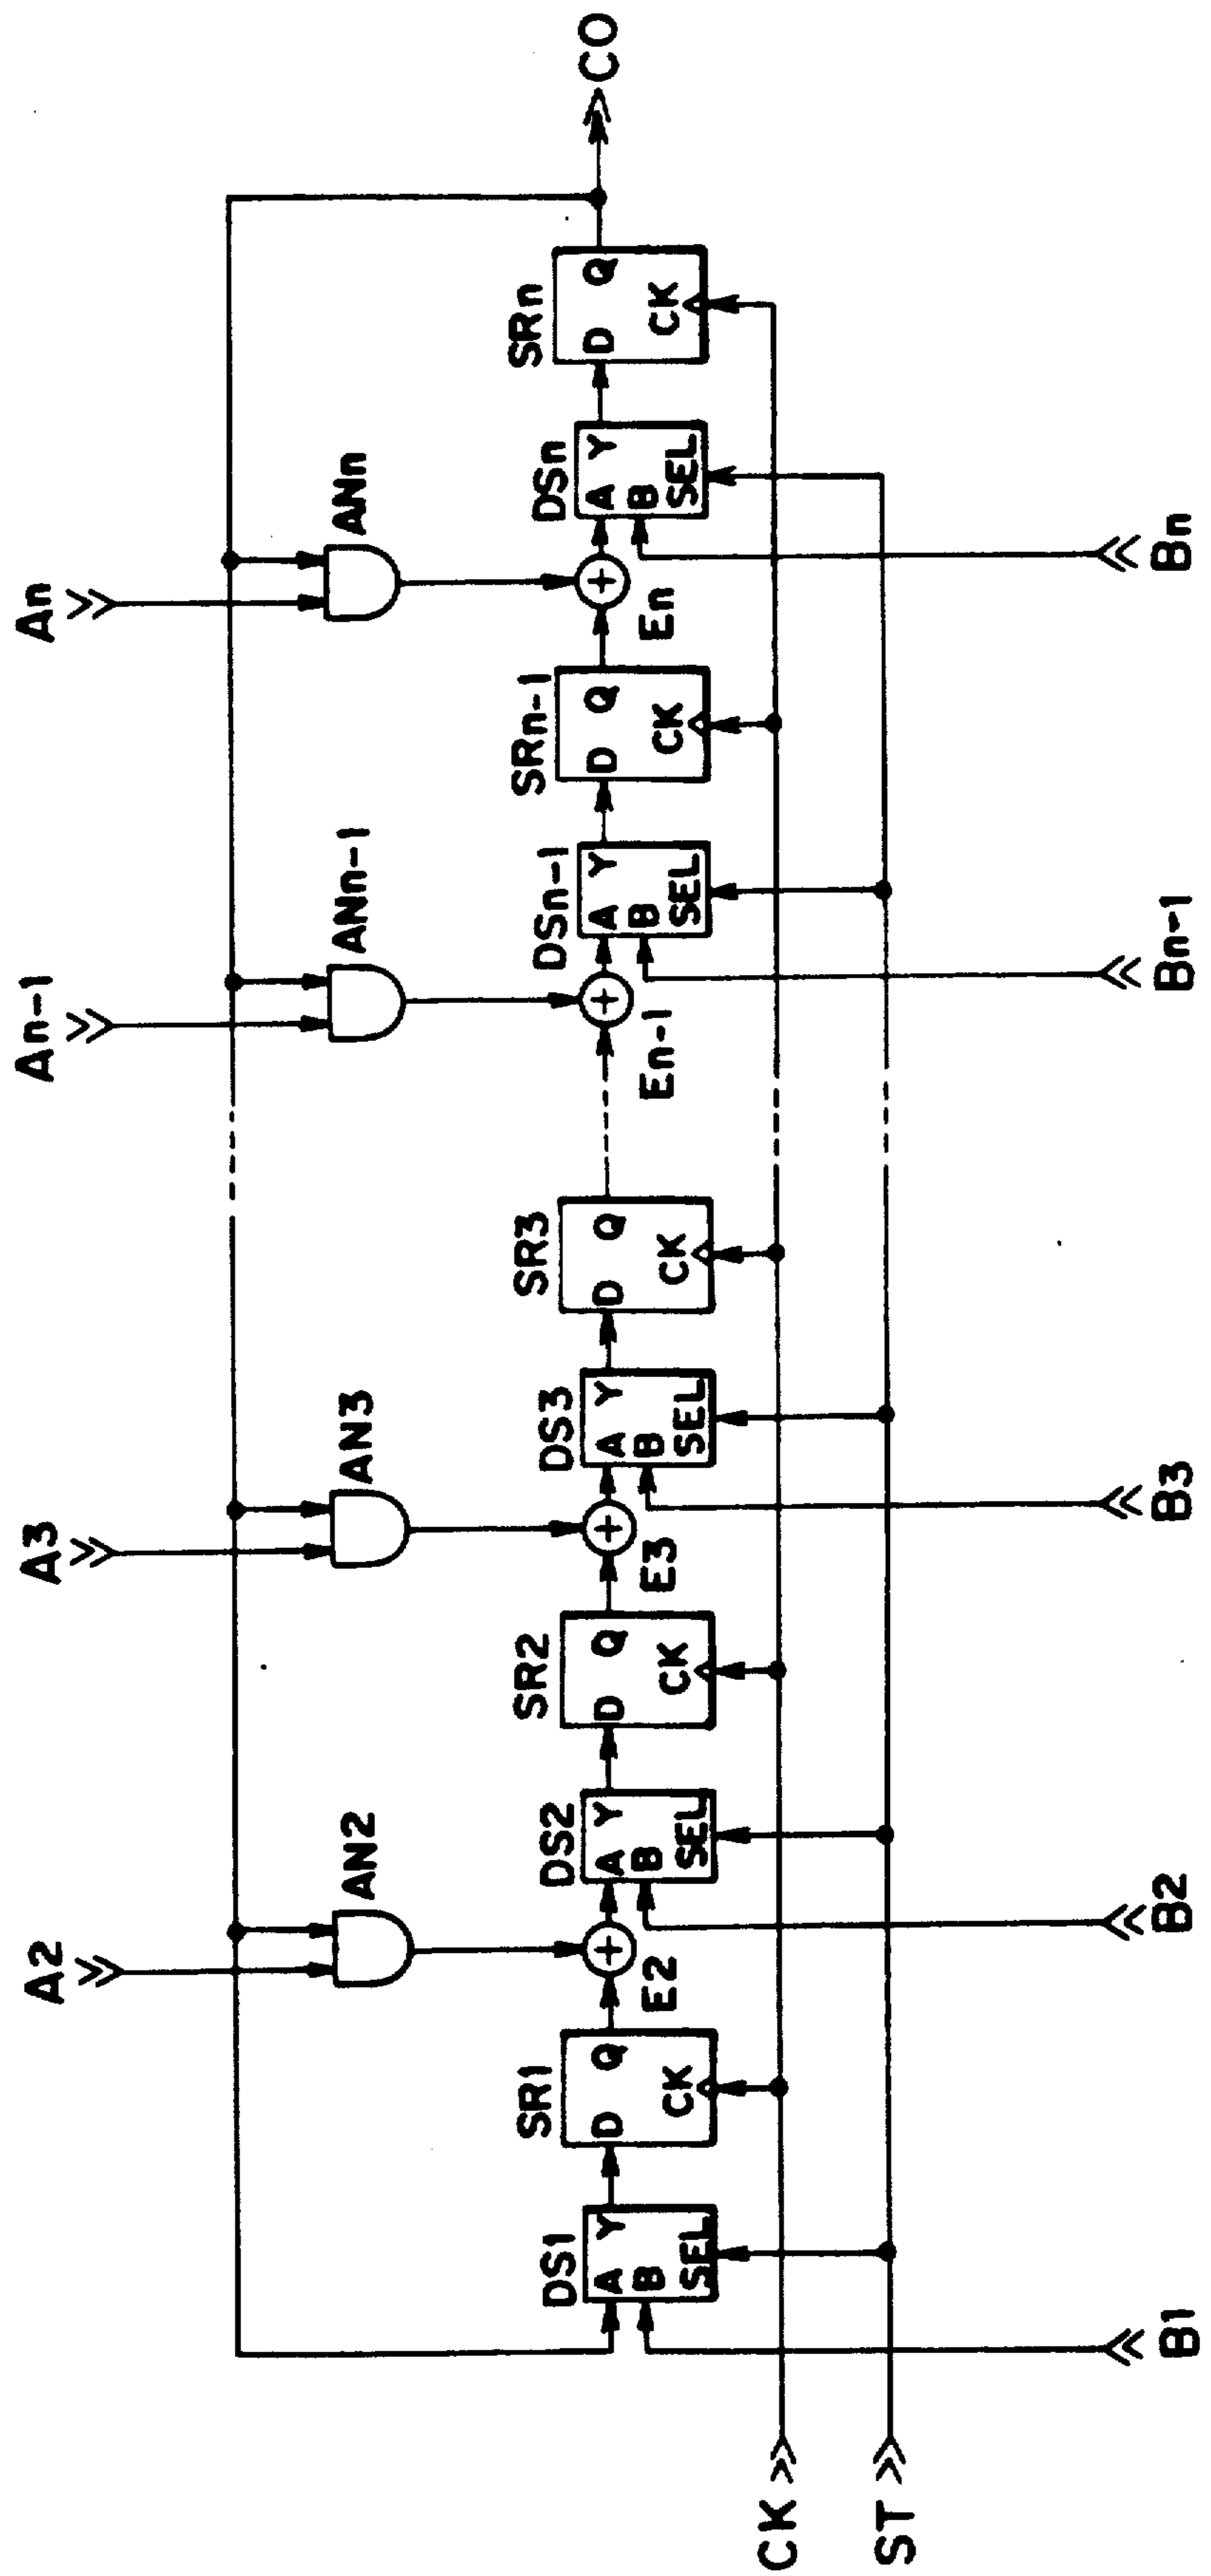 A2 A3 An-1 An
AN2 AN3 ANn-1 ANn
DS1 SR1 DS2 SR2 DS3 SR3 DSn-1 SRn-1 DSn SRn
A Y D Q + A Y D Q + A Y D Q + A Y D Q + A Y D Q CO
B E2 B E3 B En-1 B En B
SEL CK SEL CK SEL CK SEL CK SEL CK
CK
ST
B1 B2 B3 Bn-1 Bn